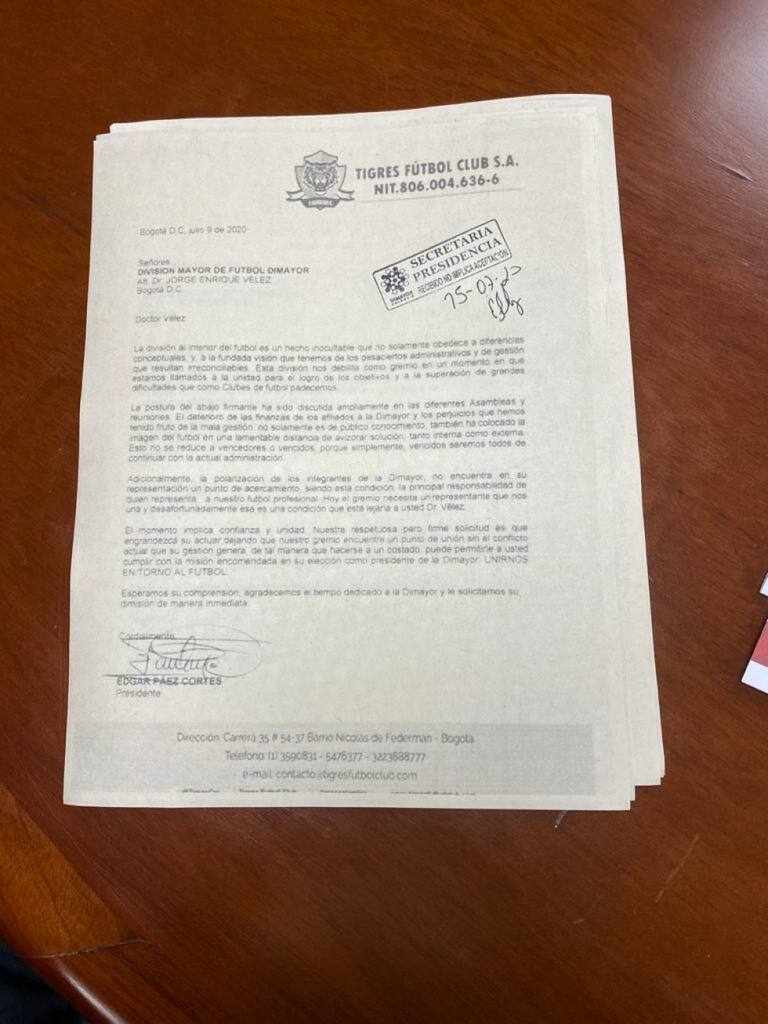 TIGRES FÚTBOL CLUB S.A.
NIT.806.004.636-6
Bogotá D.C, julio 9 de 2020
Señores
DIVISION MAYOR DE FUTBOL DIMAYOR
Att. Dr. JORGE ENRIQUE VELEZ
Bogotá D.C.
SECRETARIA
PRESIDENCIA
RECIBIDO NO IMPLICA ACEPTACIÓN
Doctor Vélez
La división al interior del futbol es un hecho inocultable que no solamente obedece a diferencias
conceptuales, y, a la fundada visión que tenemos de los desaciertos administrativos y de gestión
que resultan irreconciliables. Esta división nos debilita como gremio en un momento en que
estamos llamados a la unidad para el logro de los objetivos y a la superación de grandes
dificultades que como Clubes de futbol padecemos.
La postura del abajo firmante ha sido discutida ampliamente en las diferentes Asambleas y
reuniones. El deterioro de las finanzas de los afiliados a la Dimayor y los perjuicios que hemos
tenido fruto de la mala gestión, no solamente es de público conocimiento, también ha colocado la
imagen del futbol en una lamentable distancia de avizorar solución, tanto interna como externa.
Esto no se reduce a vencedores o vencidos, porque simplemente, vencidos seremos todos de
continuar con la actual administración.
Adicionalmente, la polarización de los integrantes de la Dimayor, no encuentra en su
representación un punto de acercamiento, siendo esta condición, la principal responsabilidad de
quien representa a nuestro futbol profesional. Hoy el gremio necesita un representante que nos
una y desafortunadamente esa es una condición que está lejana a usted Dr. Vélez.
El momento implica confianza y unidad. Nuestra respetuosa pero firme solicitud es que
engrandezca su actuar dejando que nuestro gremio encuentre un punto de unión sin el conflicto
actual que su gestión genera, de tal manera que hacerse a un costado, puede permitirle a usted
cumplir con la misión encomendada en su elección como presidente de la Dimayor: UNIRNOS
EN TORNO AL FUTBOL.
Esperamos su comprensión, agradecemos el tiempo dedicado a la Dimayor y le solicitamos su
dimisión de manera inmediata.
Cordialmente,
EDGAR PÁEZ CORTES
Presidente
Dirección: Carrera 35 # 54-37 Barrio Nicolas de Federman - Bogotá
Teléfono: (1) 3590831 - 5476377 - 3223888777
e-mail: contacto@tigresfutbolclub.com